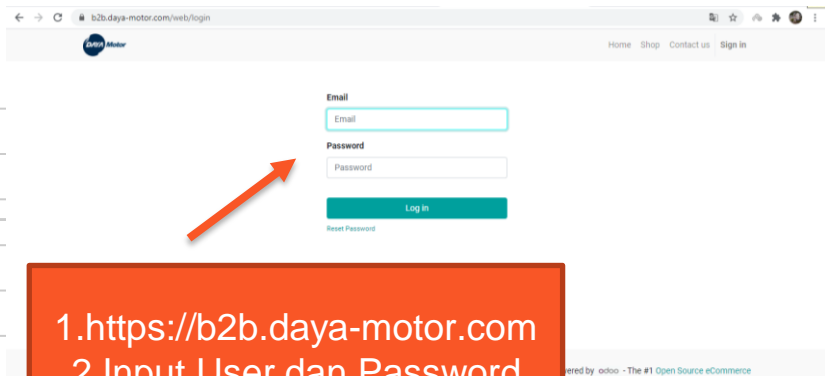 b2b.daya-motor.com/web/login
DAYA Motor
Home Shop Contact us Sign in
Email
Email
Password
Password
Log in
Reset Password
1.https://b2b.daya-motor.com
2.Input User dan Password
ered by odoo - The #1 Open Source eCommerce